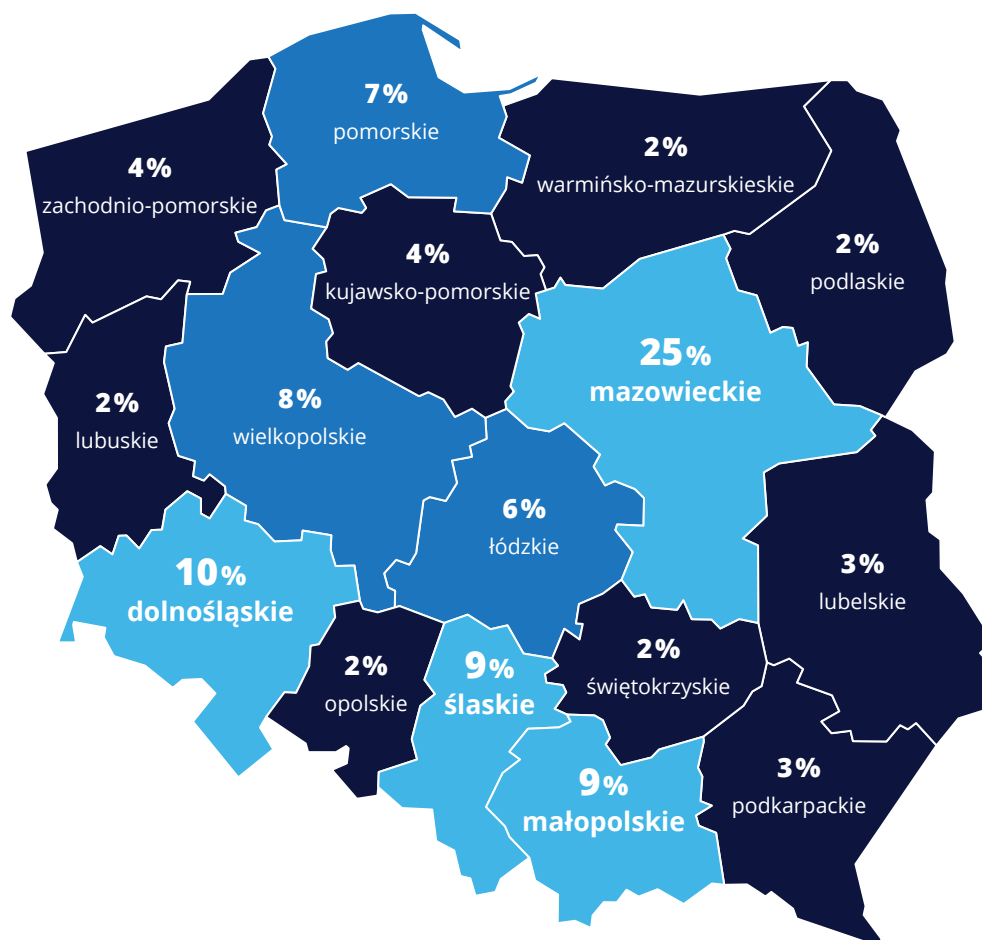 7%
pomorskie
4%
zachodnio-pomorskie
2%
warmińsko-mazurskieskie
2%
podlaskie
4%
kujawsko-pomorskie
25%
mazowieckie
2%
lubuskie
8%
wielkopolskie
6%
łódzkie
10%
dolnośląskie
3%
lubelskie
2%
opolskie
9%
ślaskie
2%
świętokrzyskie
9%
małopolskie
3%
podkarpackie